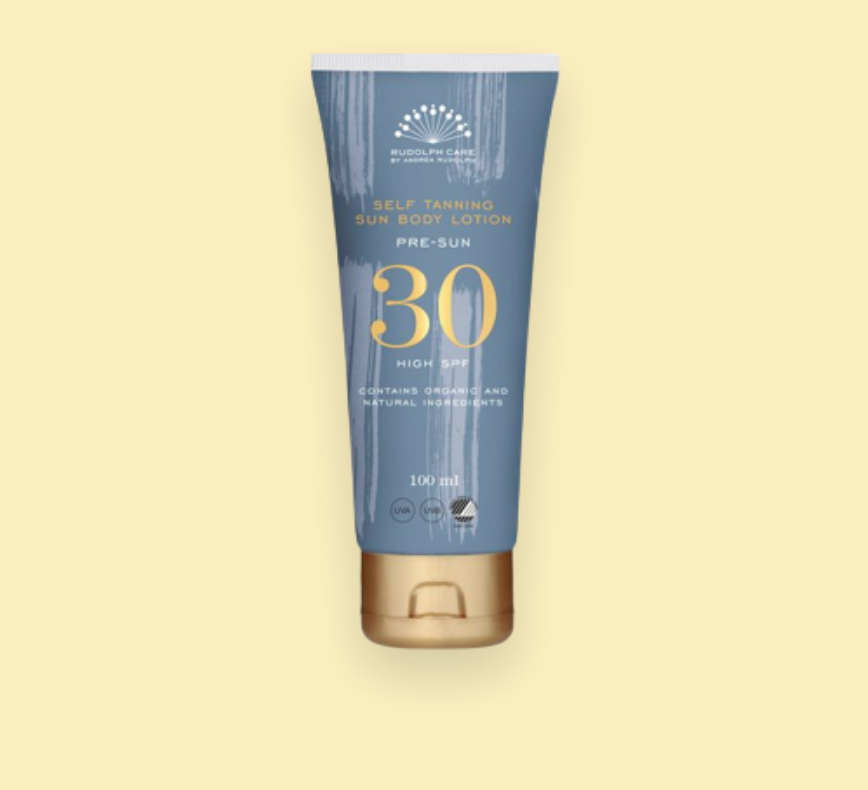 RUDOLPH CARE
BY ANDREA RUDOLPH
SELF TANNING
SUN BODY LOTION
PRE-SUN
30
HIGH SPF
CONTAINS ORGANIC AND
NATURAL INGREDIENTS
100 ml
UVA UVB